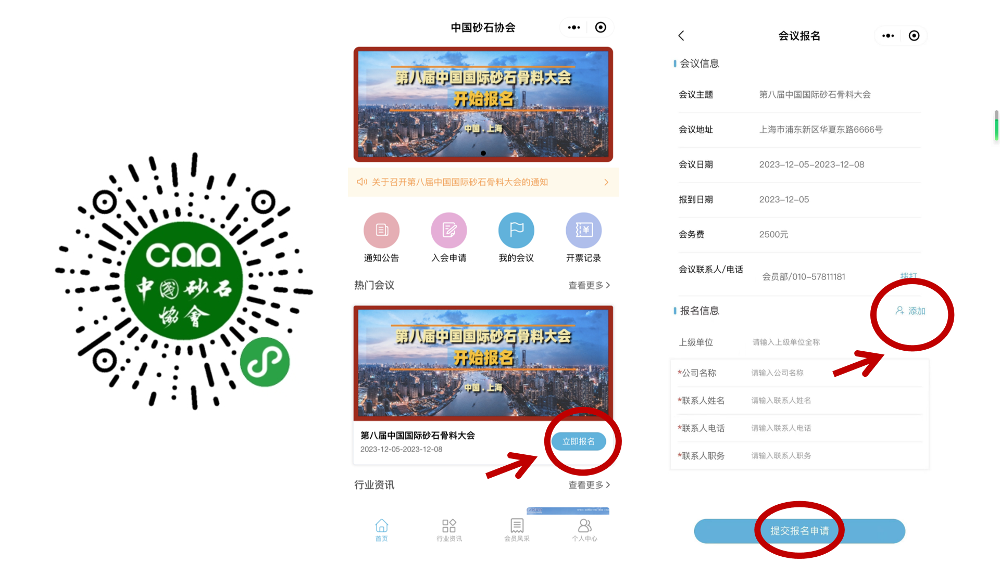 caa
中國砂石
協會
中国砂石协会
第八届中国国际砂石骨料大会
开始报名
中国 . 上海
关于召开第八届中国国际砂石骨料大会的通知
通知公告
入会申请
我的会议
开票记录
热门会议
查看更多
第八届中国国际砂石骨料大会
开始报名
中国 . 上海
第八届中国国际砂石骨料大会
2023-12-05-2023-12-08
立即报名
行业资讯
查看更多
首页
行业资讯
会员风采
个人中心
会议报名
会议信息
会议主题 第八届中国国际砂石骨料大会
会议地址 上海市浦东新区华夏东路6666号
会议日期 2023-12-05-2023-12-08
报到日期 2023-12-05
会务费 2500元
会议联系人/电话 会员部/010-57811181 拨打
报名信息 添加
上级单位 请输入上级单位全称
*公司名称 请输入公司名称
*联系人姓名 请输入联系人姓名
*联系人电话 请输入联系人电话
*联系人职务 请输入联系人职务
提交报名申请